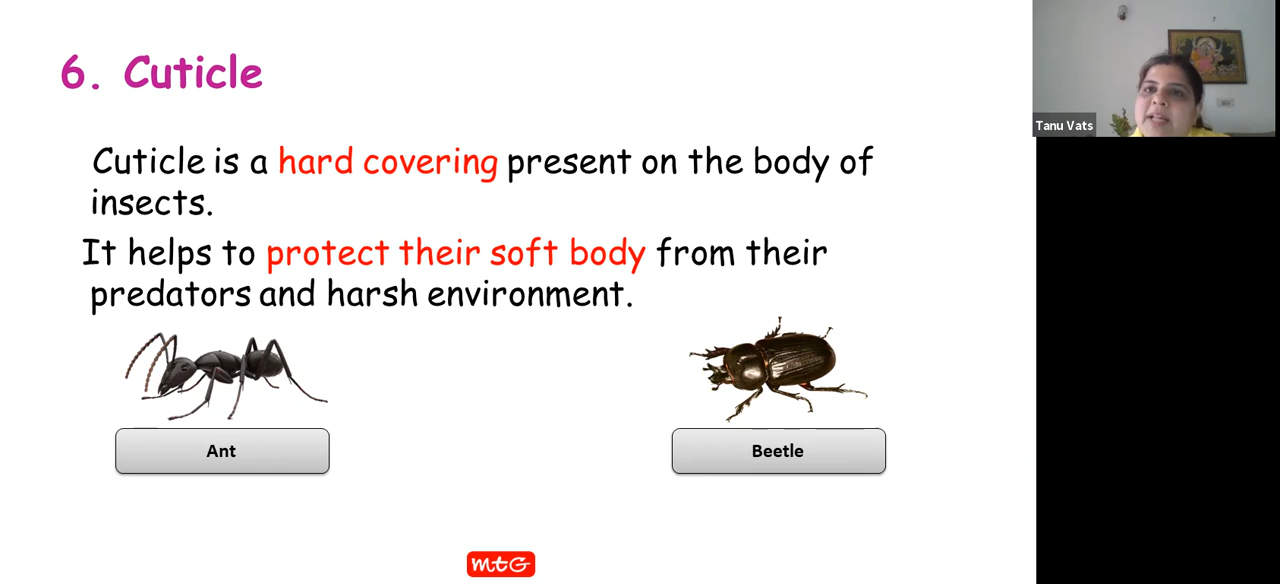 6. Cuticle
Tanu Vats
Cuticle is a hard covering present on the body of
insects.
It helps to protect their soft body from their
predators and harsh environment.
Ant
Beetle
mtG